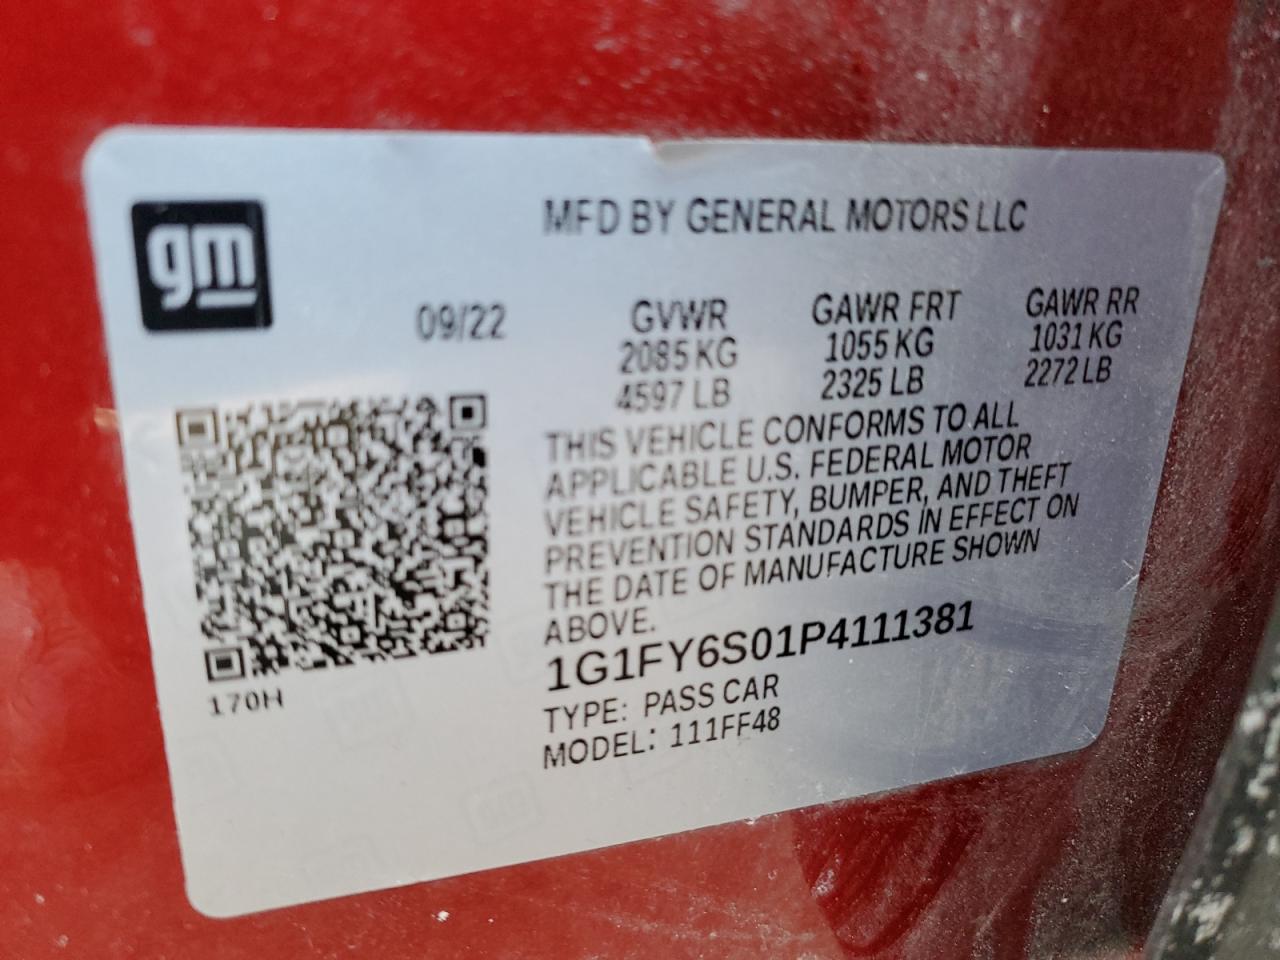 gm
MFD BY GENERAL MOTORS LLC
09/22
GVWR GAWR FRT GAWR RR
2085 KG 1055 KG 1031 KG
4597 LB 2325 LB 2272 LB
THIS VEHICLE CONFORMS TO ALL
APPLICABLE U.S. FEDERAL MOTOR
VEHICLE SAFETY, BUMPER, AND THEFT
PREVENTION STANDARDS IN EFFECT ON
THE DATE OF MANUFACTURE SHOWN
ABOVE.
1G1FY6S01P4111381
TYPE: PASS CAR
MODEL: 111FF48
170H